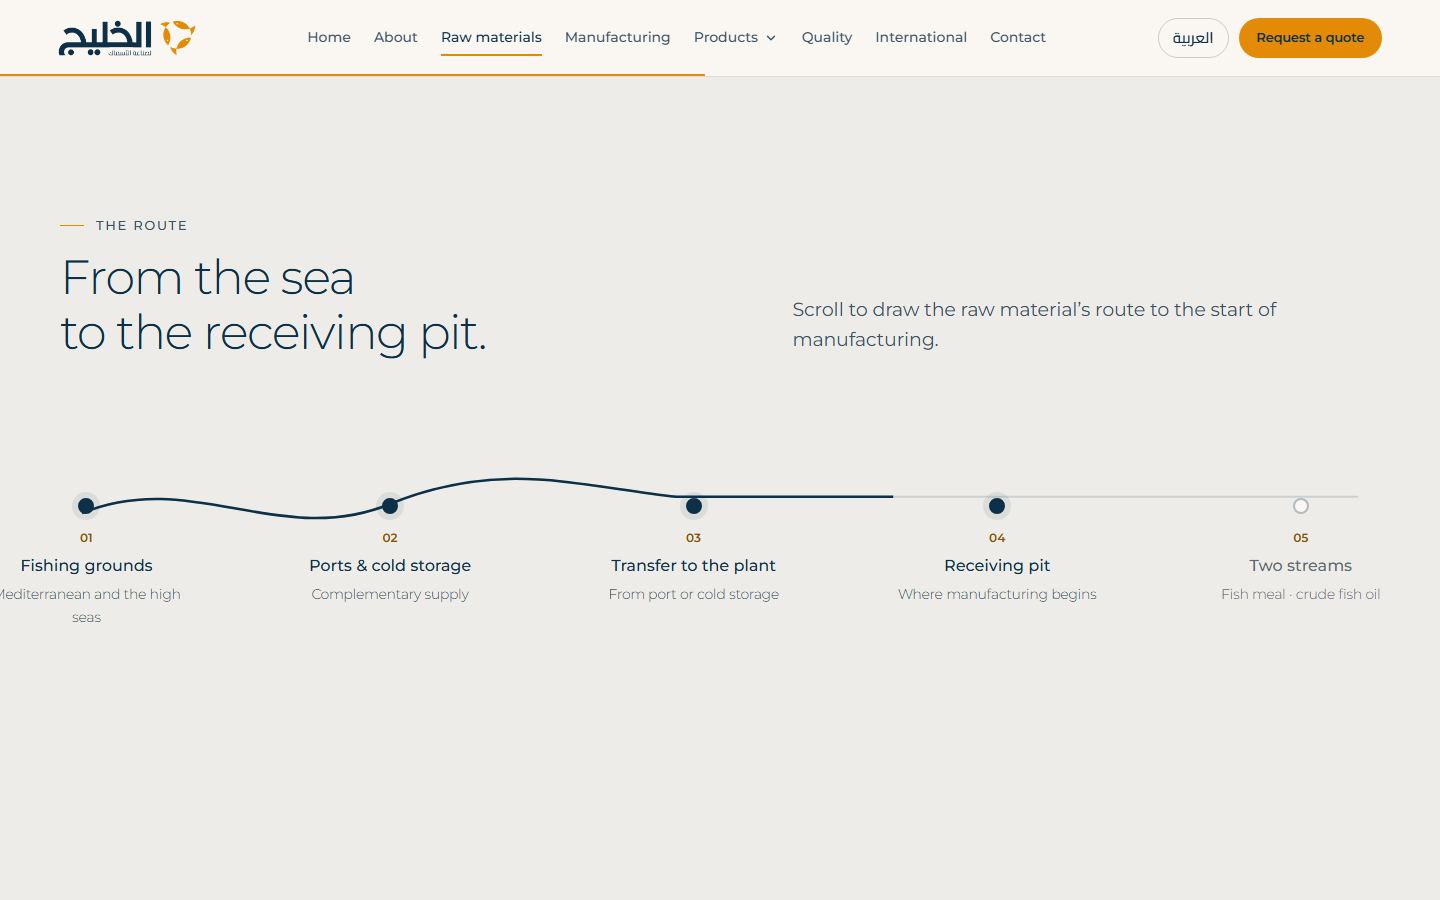 الخليج
لصناعة الأسماك
Home
About
Raw materials
Manufacturing
Products
Quality
International
Contact
العربية
Request a quote
THE ROUTE
From the sea
to the receiving pit.
Scroll to draw the raw material’s route to the start of
manufacturing.
01
Fishing grounds
Mediterranean and the high
seas
02
Ports & cold storage
Complementary supply
03
Transfer to the plant
From port or cold storage
04
Receiving pit
Where manufacturing begins
05
Two streams
Fish meal · crude fish oil